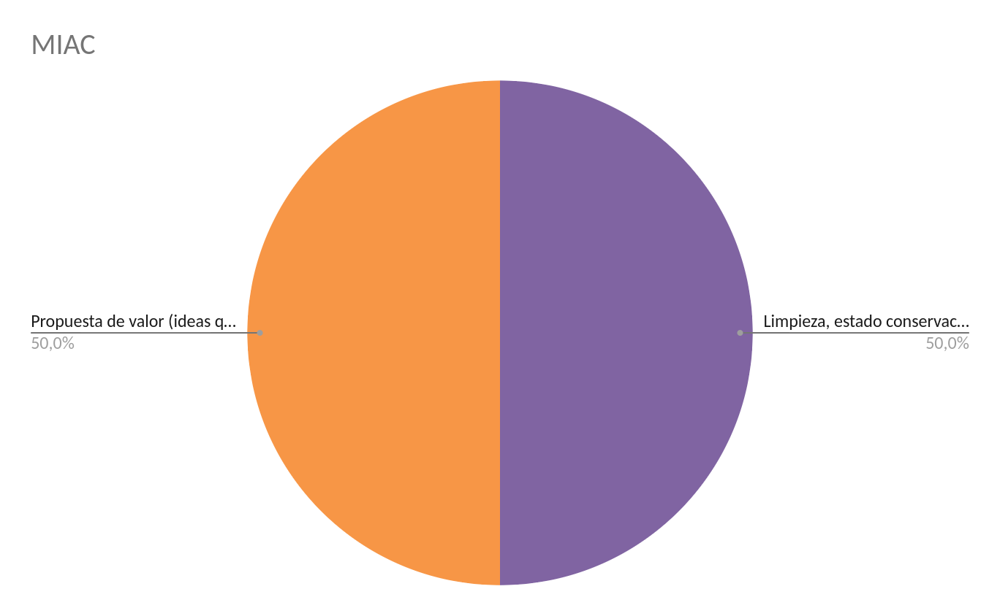 MIAC
Propuesta de valor (ideas q…
50,0%
Limpieza, estado conservac…
50,0%